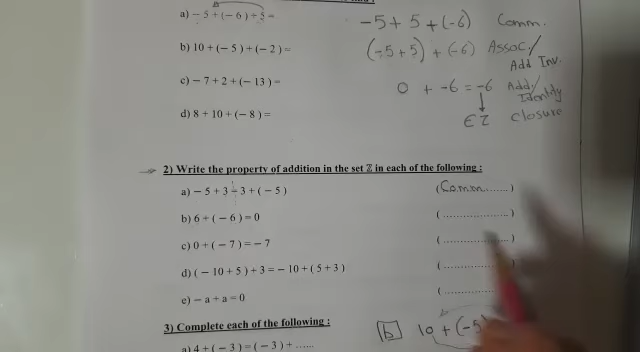 a) – 5 + ( – 6 ) + 5 =
-5 + 5 + (-6) Comm.
b) 10 + ( – 5 ) + ( – 2 ) =
(-5 + 5) + (-6) Assoc./
Add Inv.
c) – 7 + 2 + ( – 13 ) =
0 + -6 = -6 Add/
Identity
d) 8 + 10 + ( – 8 ) =
∈ Z Closure
2) Write the property of addition in the set ℤ in each of the following :
a) – 5 + 3 = 3 + ( – 5 ) (Comm.......)
b) 6 + ( – 6 ) = 0 (....................)
c) 0 + ( – 7 ) = – 7 (....................)
d) ( – 10 + 5 ) + 3 = – 10 + ( 5 + 3 ) (....................
e) – a + a = 0 (................
3) Complete each of the following :
b 10 + (-5)
a) 4 + ( – 3 ) = ( – 3 ) + ......